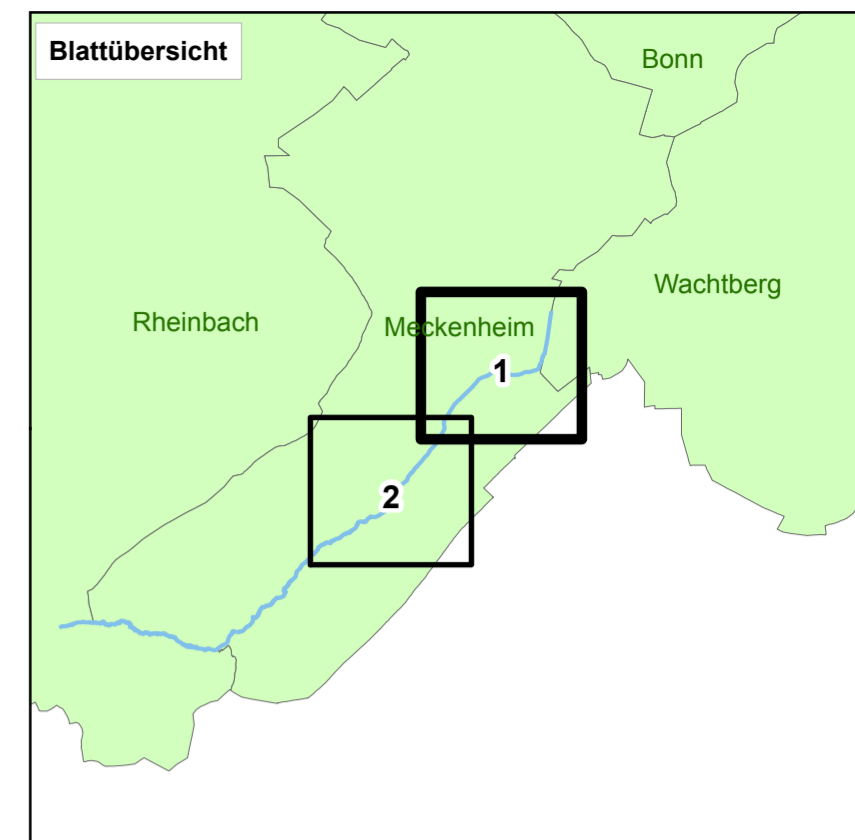 Blattübersicht
Bonn
Wachtberg
Rheinbach
Meckenheim
1
2